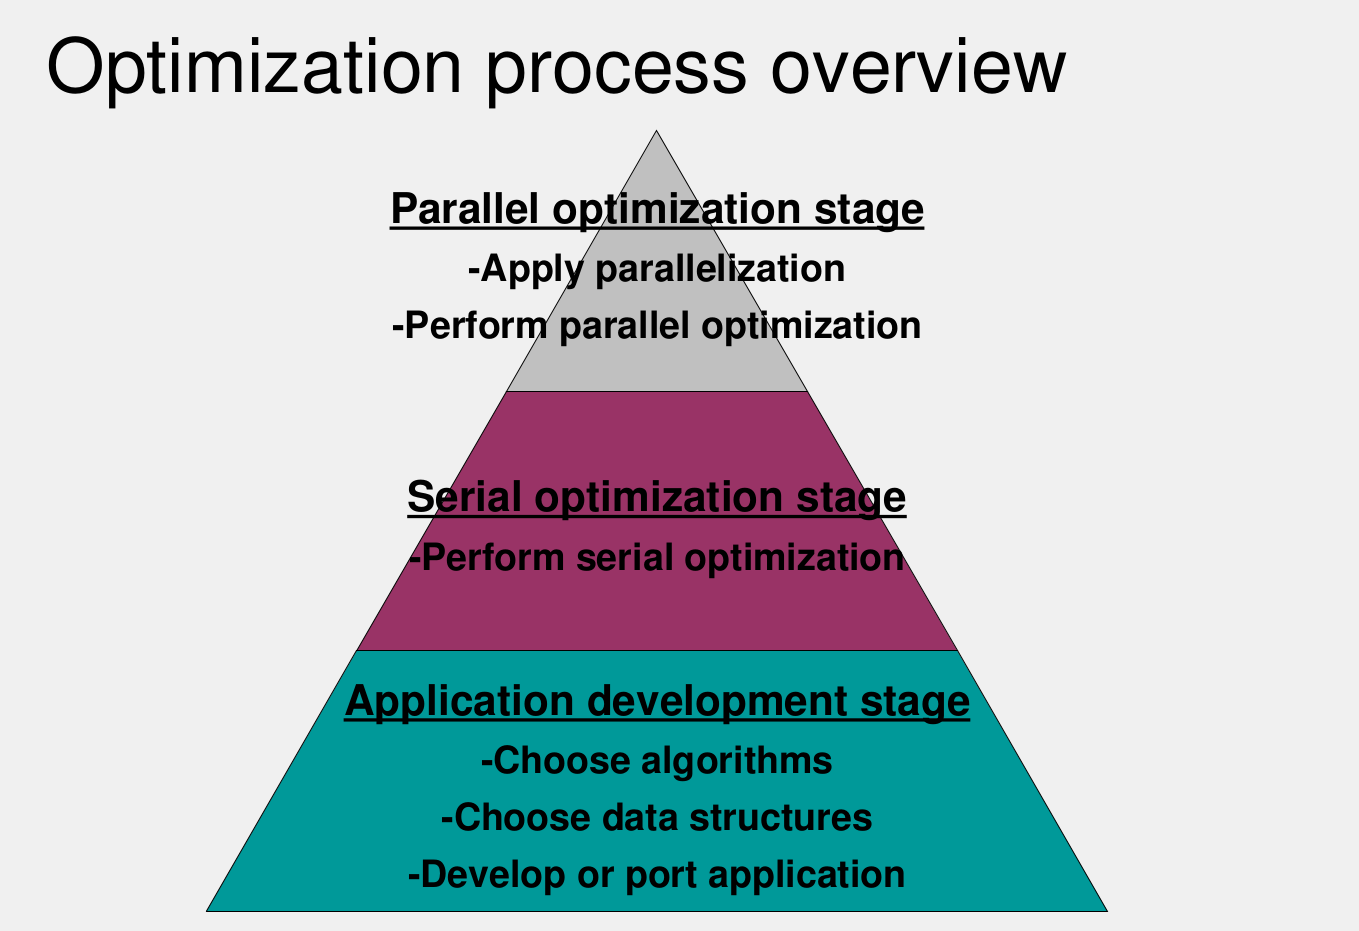 Optimization process overview
Parallel optimization stage
-Apply parallelization
-Perform parallel optimization
Serial optimization stage
-Perform serial optimization
Application development stage
-Choose algorithms
-Choose data structures
-Develop or port application